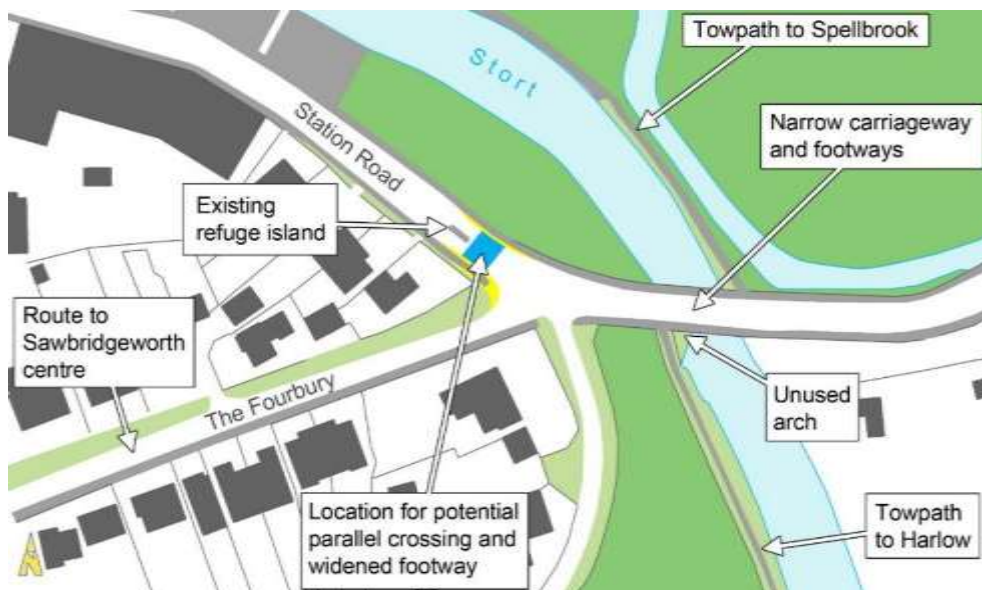 Towpath to Spellbrook
Stort
Narrow carriageway
and footways
Station Road
Existing
refuge island
Route to
Sawbridgeworth
centre
The Fourbury
Unused
arch
Location for potential
parallel crossing and
widened footway
Towpath
to Harlow